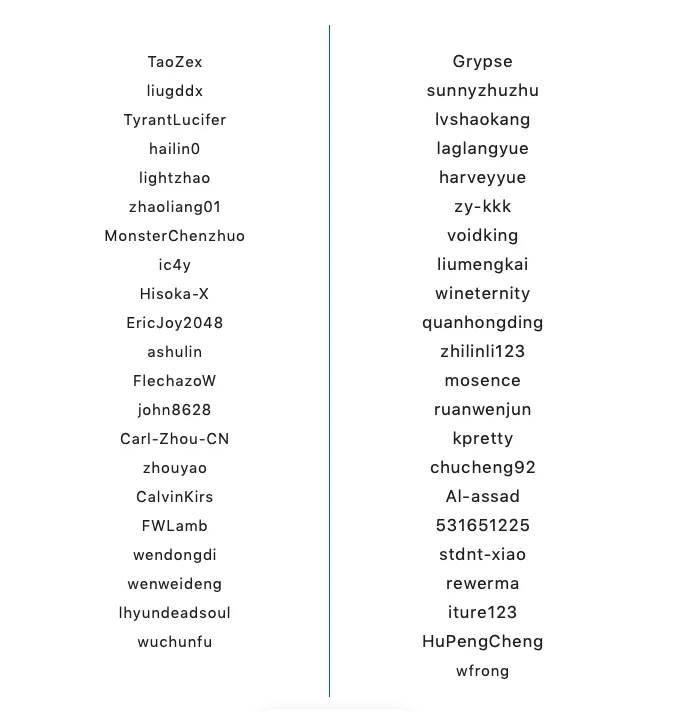 TaoZex
liugddx
TyrantLucifer
hailin0
lightzhao
zhaoliang01
MonsterChenzhuo
ic4y
Hisoka-X
EricJoy2048
ashulin
FlechazoW
john8628
Carl-Zhou-CN
zhouyao
CalvinKirs
FWLamb
wendongdi
wenweideng
lhyundeadsoul
wuchunfu
Grypse
sunnyzhuzhu
lvshaokang
laglangyue
harveyyue
zy-kkk
voidking
liumengkai
wineternity
quanhongding
zhilinli123
mosence
ruanwenjun
kpretty
chucheng92
Al-assad
531651225
stdnt-xiao
rewerma
iture123
HuPengCheng
wfrong